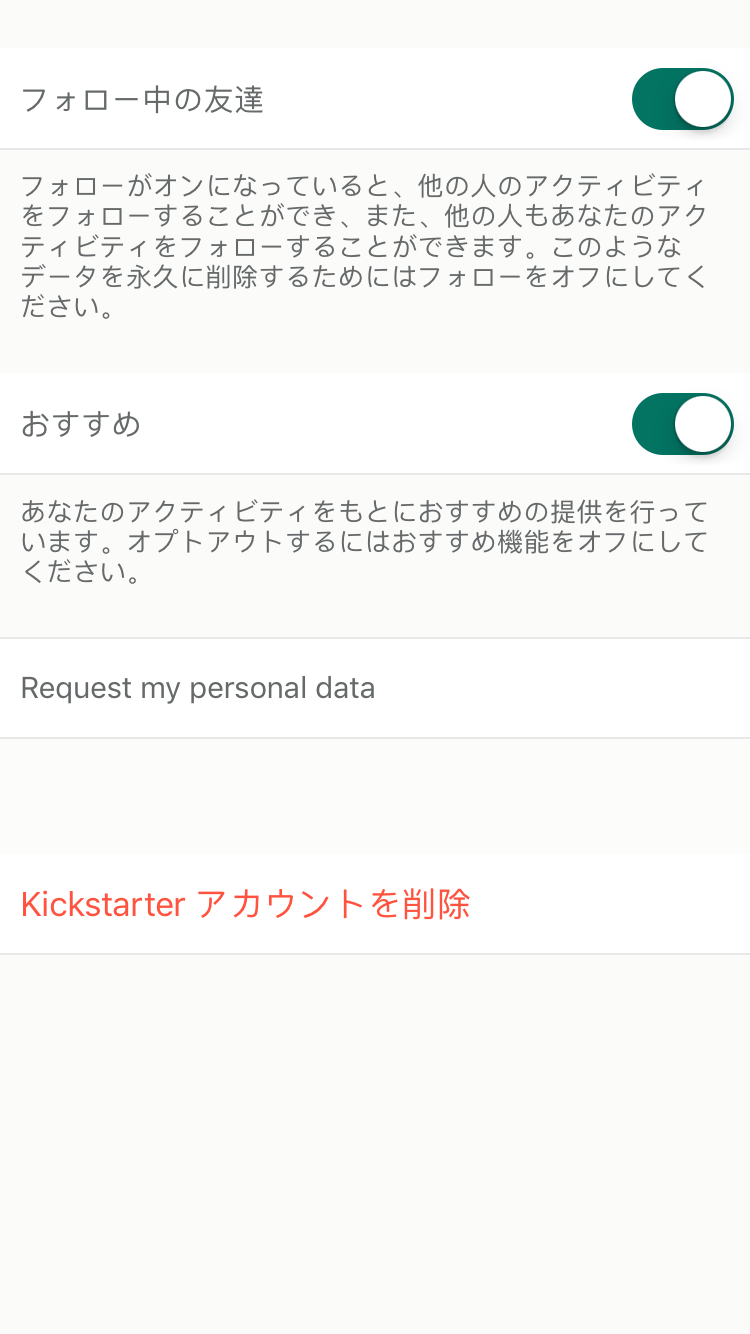 フォロー中の友達
フォローがオンになっていると、他の人のアクティビティ
をフォローすることができ、また、他の人もあなたのアク
ティビティをフォローすることができます。このような
データを永久に削除するためにはフォローをオフにしてく
ださい。
おすすめ
あなたのアクティビティをもとにおすすめの提供を行って
います。オプトアウトするにはおすすめ機能をオフにして
ください。
Request my personal data
Kickstarter アカウントを削除